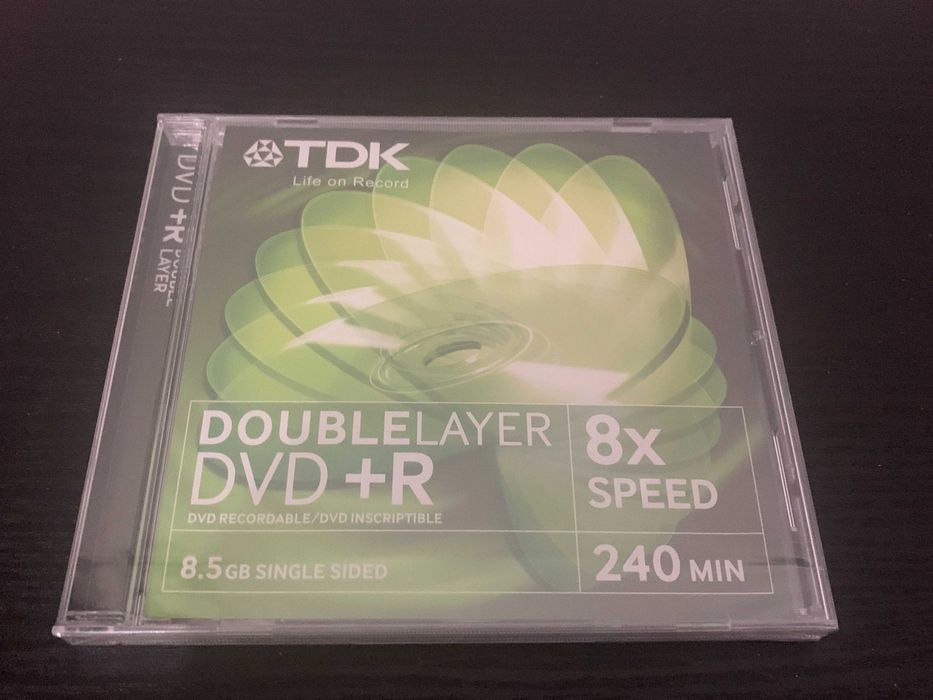 TDK
Life on Record
DVD +R DOUBLE LAYER
DOUBLELAYER
DVD +R
DVD RECORDABLE/DVD INSCRIPTIBLE
8x
SPEED
8.5 GB SINGLE SIDED
240 MIN